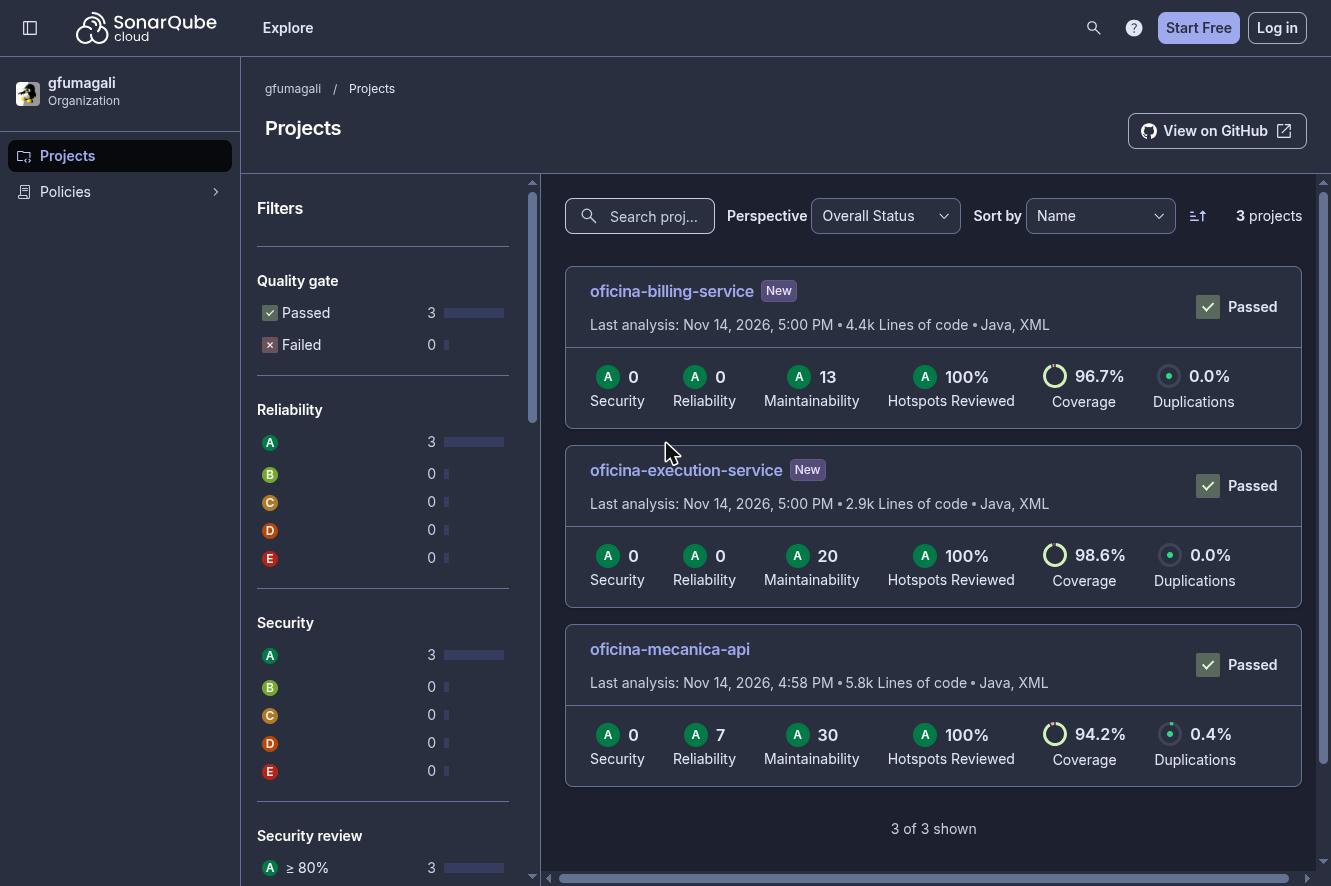 SonarQube
cloud
Explore
Start Free
Log in
gfumagali
Organization
Projects
Policies
gfumagali / Projects
Projects
View on GitHub
Filters
Quality gate
Passed 3
Failed 0
Reliability
A 3
B 0
C 0
D 0
E 0
Security
A 3
B 0
C 0
D 0
E 0
Security review
A ≥ 80% 3
Search proj...
Perspective Overall Status
Sort by Name
3 projects
oficina-billing-service New
Passed
Last analysis: Nov 14, 2026, 5:00 PM • 4.4k Lines of code • Java, XML
A 0 A 0 A 13 A 100% 96.7% 0.0%
Security Reliability Maintainability Hotspots Reviewed Coverage Duplications
oficina-execution-service New
Passed
Last analysis: Nov 14, 2026, 5:00 PM • 2.9k Lines of code • Java, XML
A 0 A 0 A 20 A 100% 98.6% 0.0%
Security Reliability Maintainability Hotspots Reviewed Coverage Duplications
oficina-mecanica-api
Passed
Last analysis: Nov 14, 2026, 4:58 PM • 5.8k Lines of code • Java, XML
A 0 A 7 A 30 A 100% 94.2% 0.4%
Security Reliability Maintainability Hotspots Reviewed Coverage Duplications
3 of 3 shown